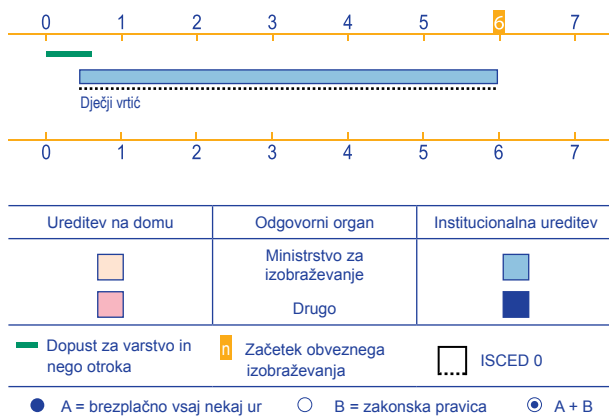 0 1 2 3 4 5 6 7
Dječji vrtić
0 1 2 3 4 5 6 7
Ureditev na domu Odgovorni organ Institucionalna ureditev
Ministrstvo za
izobraževanje
Drugo
Dopust za varstvo in
nego otroka
n Začetek obveznega
izobraževanja
ISCED 0
A = brezplačno vsaj nekaj ur B = zakonska pravica A + B